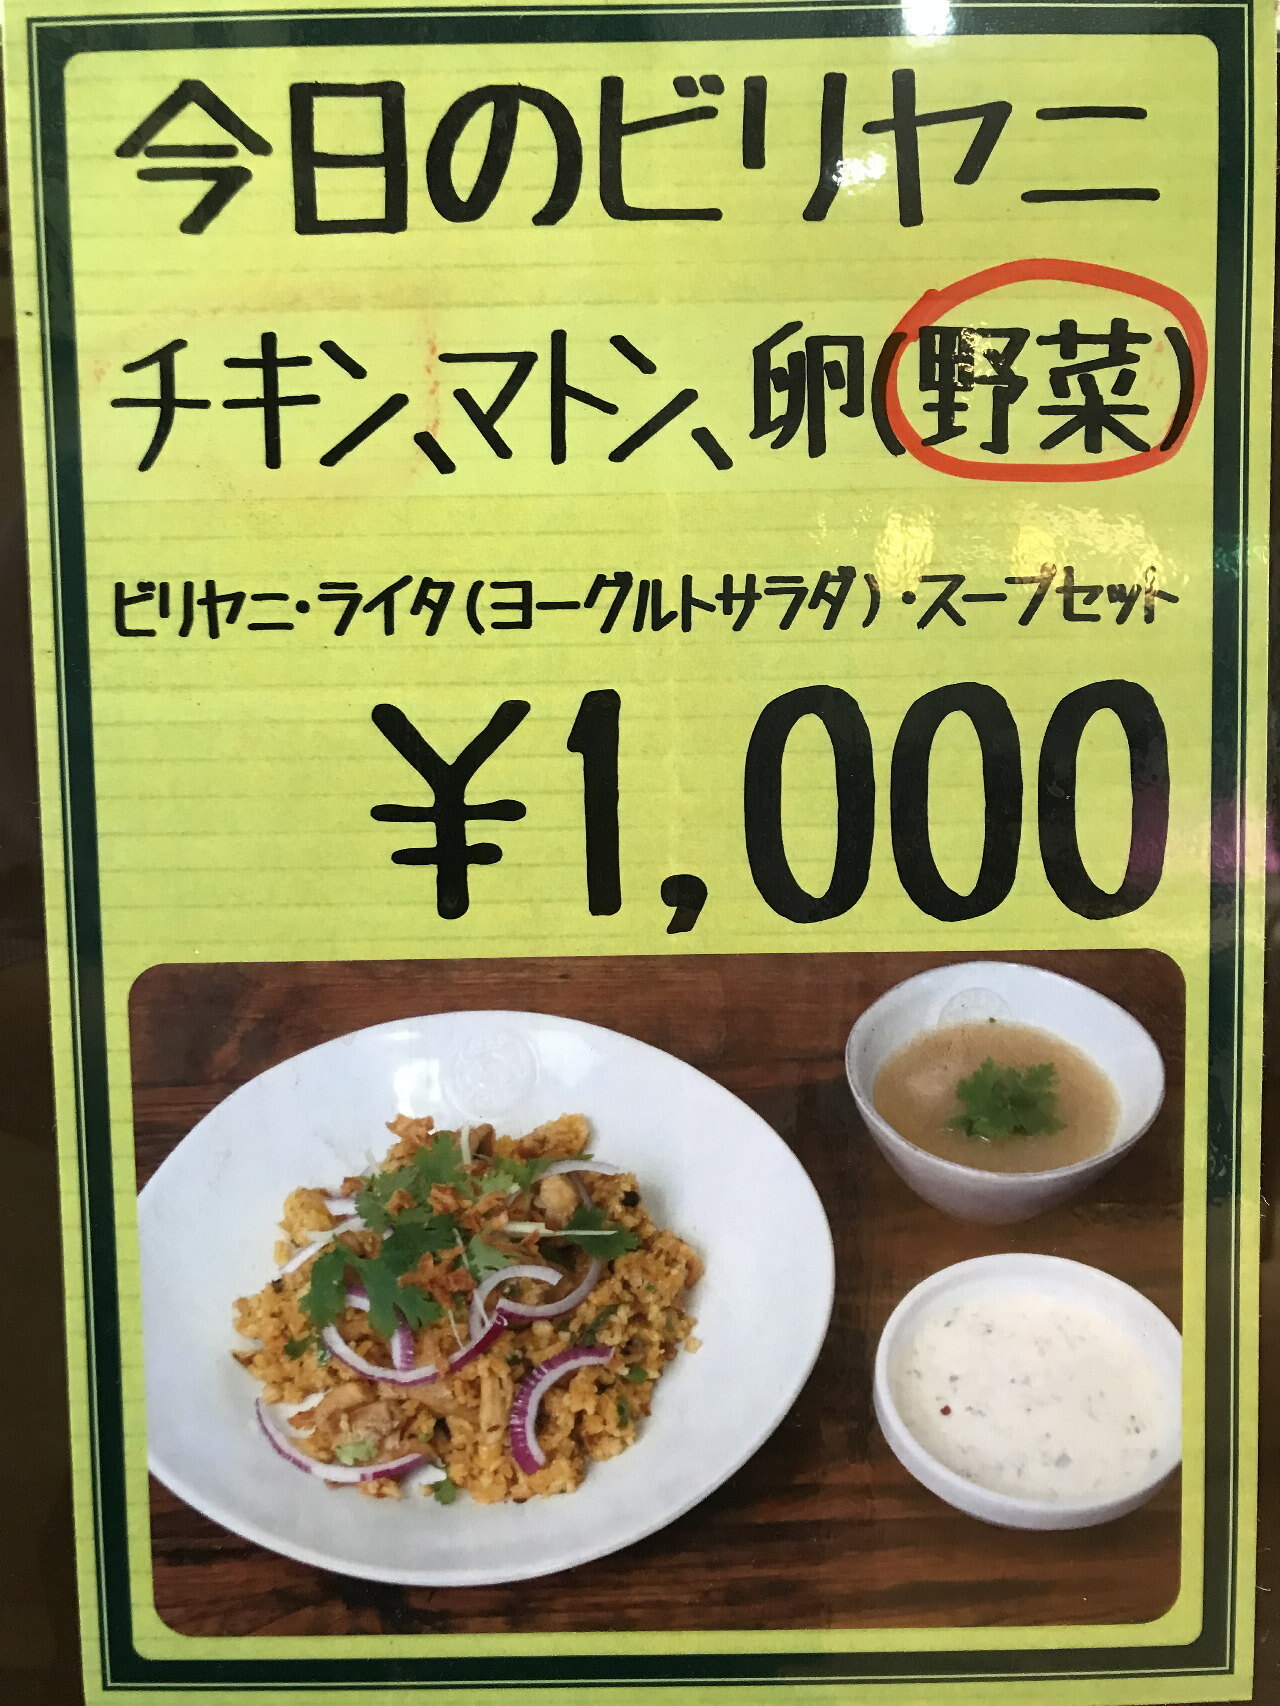 今日のビリヤニ
チキン、マトン、卵(野菜)
ビリヤニ・ライタ(ヨーグルトサラダ)・スープセット
¥1,000